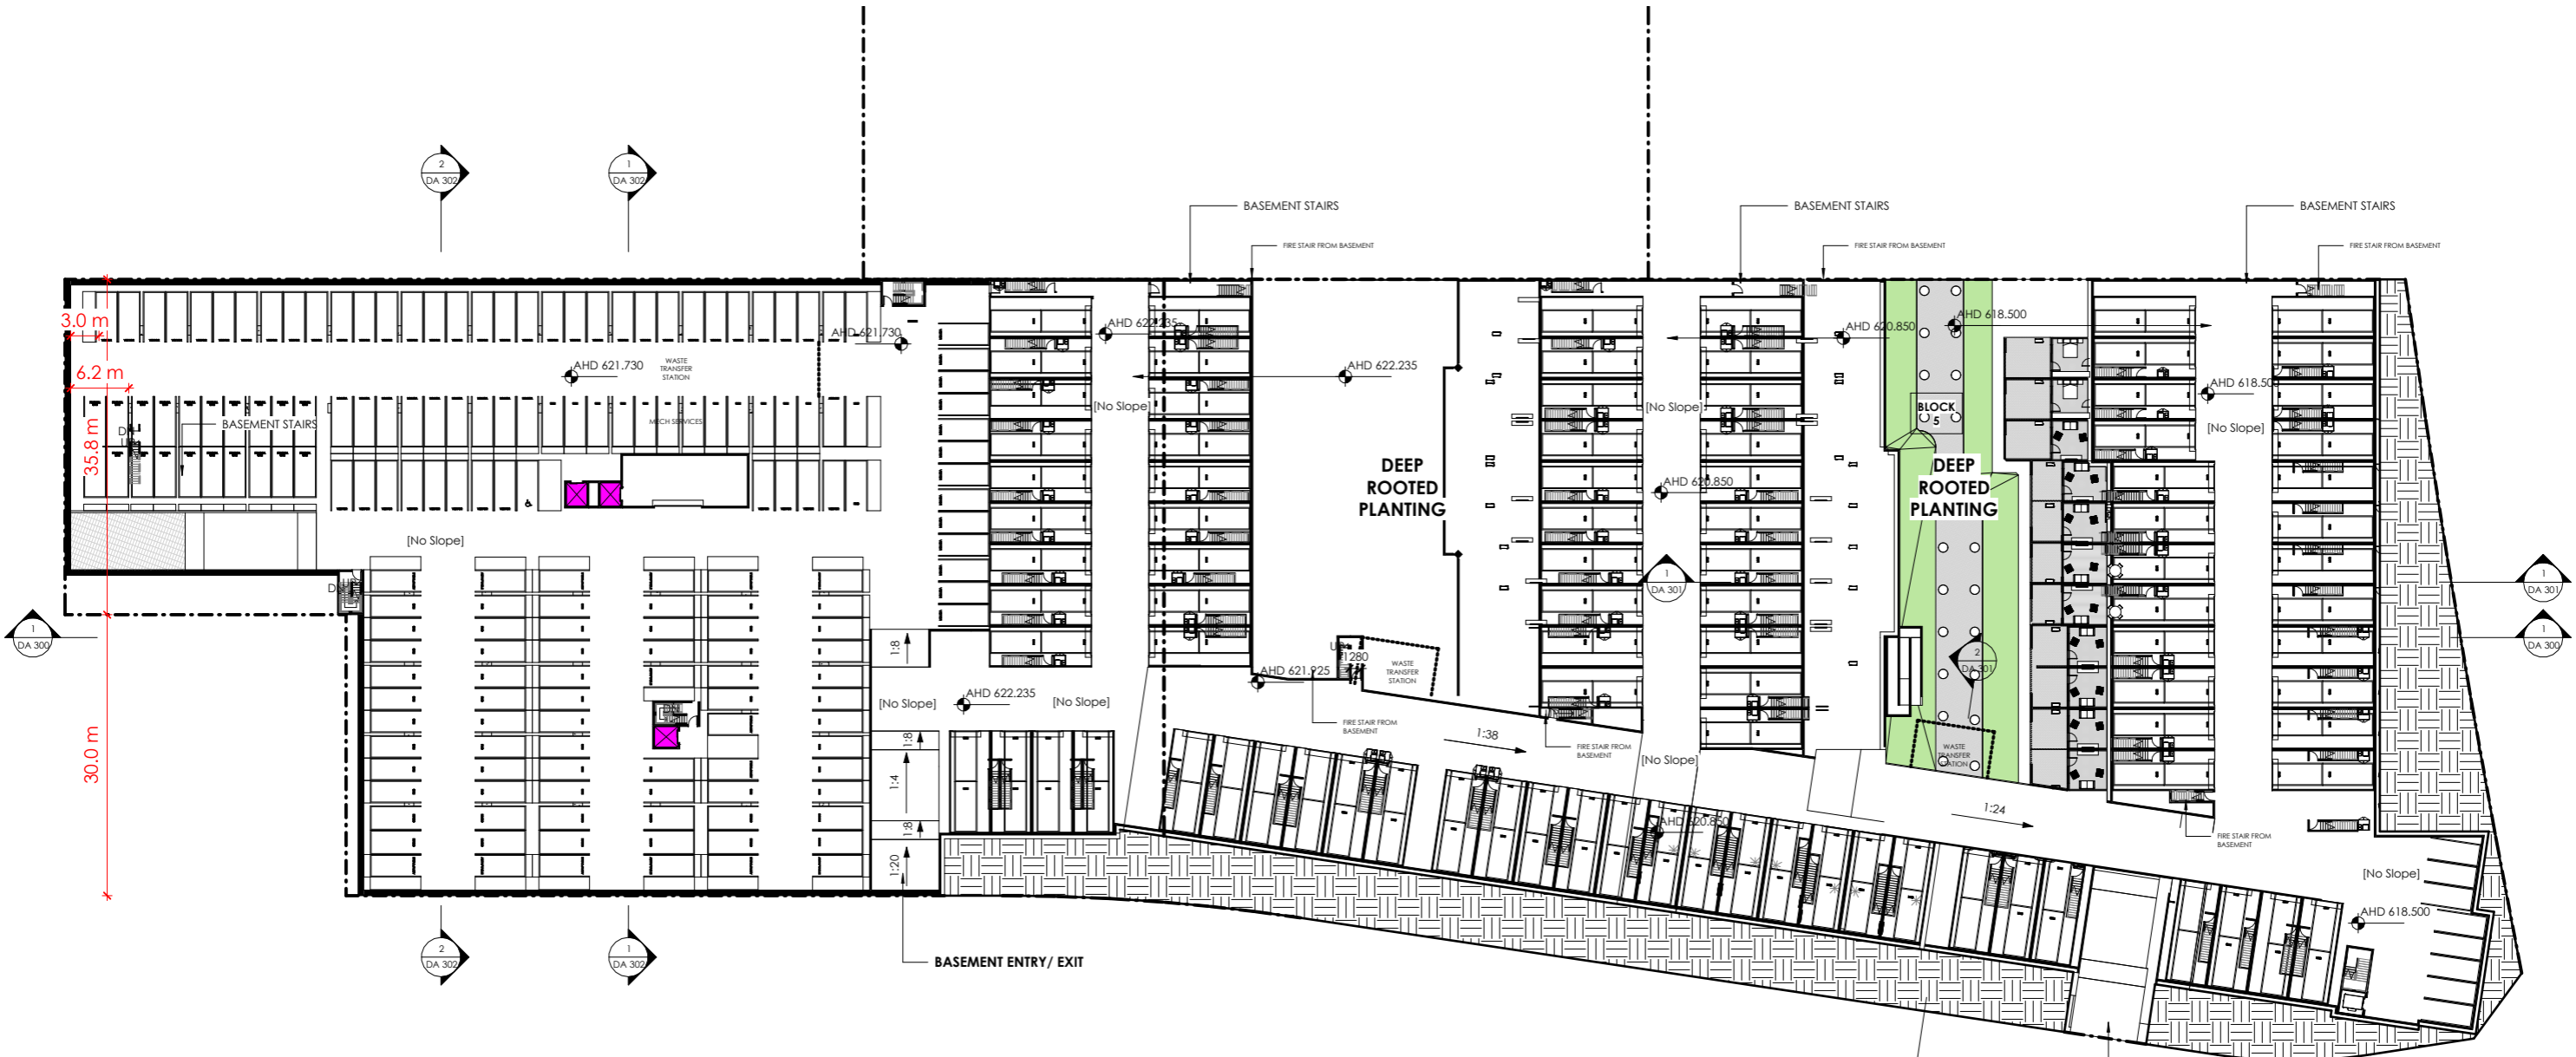 2
DA 302
1
DA 302
BASEMENT STAIRS
BASEMENT STAIRS
BASEMENT STAIRS
FIRE STAIR FROM BASEMENT
FIRE STAIR FROM BASEMENT
FIRE STAIR FROM BASEMENT
3.0 m
6.2 m
35.8 m
30.0 m
AHD 621.730
AHD 621.730
WASTE
TRANSFER
STATION
MECH SERVICES
BASEMENT STAIRS
[No Slope]
AHD 622.235
[No Slope]
AHD 622.235
DEEP
ROOTED
PLANTING
[No Slope]
AHD 620.850
AHD 620.850
AHD 618.500
BLOCK
5
DEEP
ROOTED
PLANTING
AHD 618.500
[No Slope]
1
DA 301
1
DA 301
1
DA 300
1
DA 300
2
DA 301
1:8
[No Slope]
AHD 622.235
[No Slope]
AHD 621.925
1280
WASTE
TRANSFER
STATION
FIRE STAIR FROM
BASEMENT
1:38
FIRE STAIR FROM
BASEMENT
[No Slope]
WASTE
TRANSFER
STATION
1:8
1:4
1:8
1:20
AHD 620.850
1:24
FIRE STAIR FROM
BASEMENT
[No Slope]
AHD 618.500
2
DA 302
1
DA 302
BASEMENT ENTRY/ EXIT